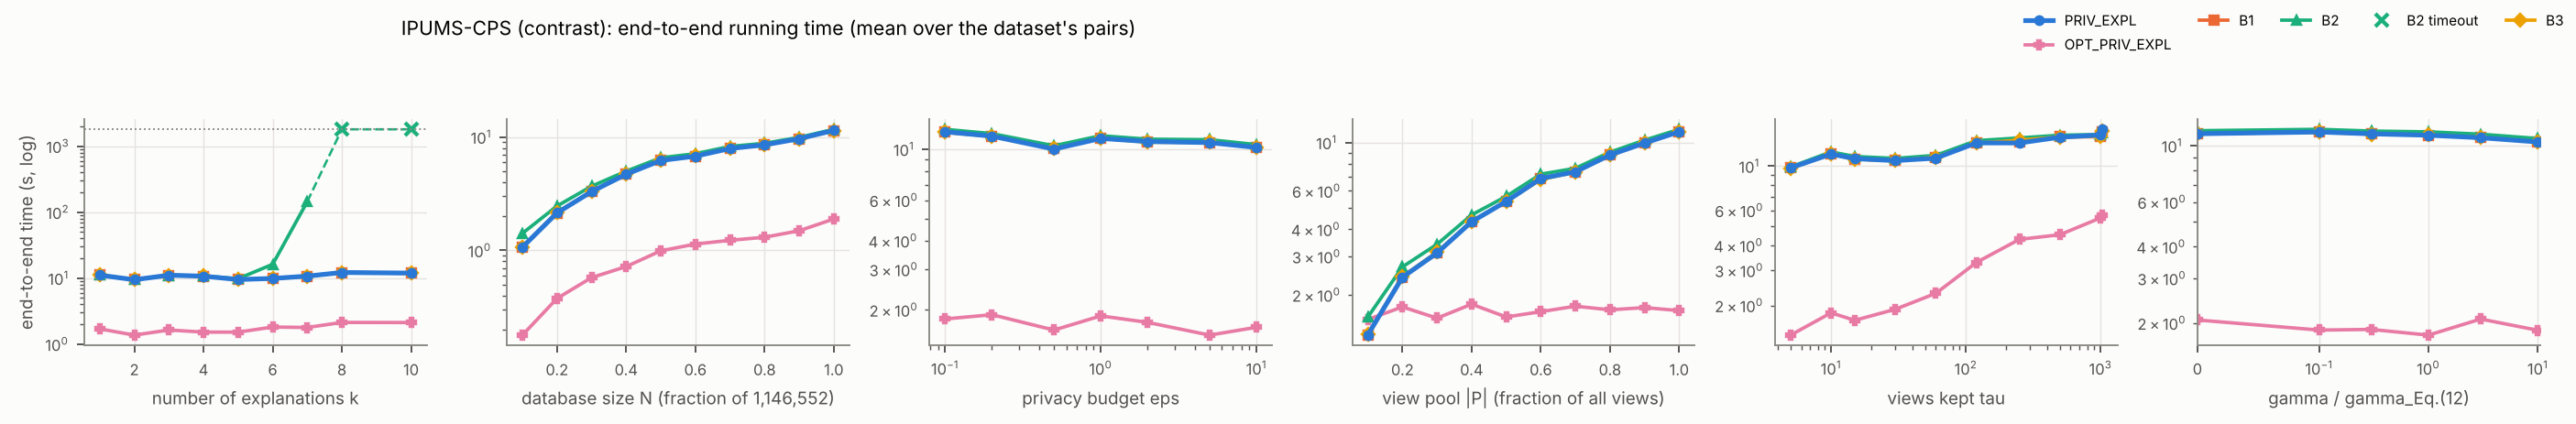 IPUMS-CPS (contrast): end-to-end running time (mean over the dataset's pairs)
PRIV_EXPL B1 B2 B2 timeout B3
OPT_PRIV_EXPL
end-to-end time (s, log)
10³
10²
10¹
10⁰
2 4 6 8 10
number of explanations k
10¹
10⁰
0.2 0.4 0.6 0.8 1.0
database size N (fraction of 1,146,552)
10¹
6 × 10⁰
4 × 10⁰
3 × 10⁰
2 × 10⁰
10⁻¹ 10⁰ 10¹
privacy budget eps
10¹
6 × 10⁰
4 × 10⁰
3 × 10⁰
2 × 10⁰
0.2 0.4 0.6 0.8 1.0
view pool |P| (fraction of all views)
10¹
6 × 10⁰
4 × 10⁰
3 × 10⁰
2 × 10⁰
10¹ 10² 10³
views kept tau
10¹
6 × 10⁰
4 × 10⁰
3 × 10⁰
2 × 10⁰
0 10⁻¹ 10⁰ 10¹
gamma / gamma_Eq.(12)